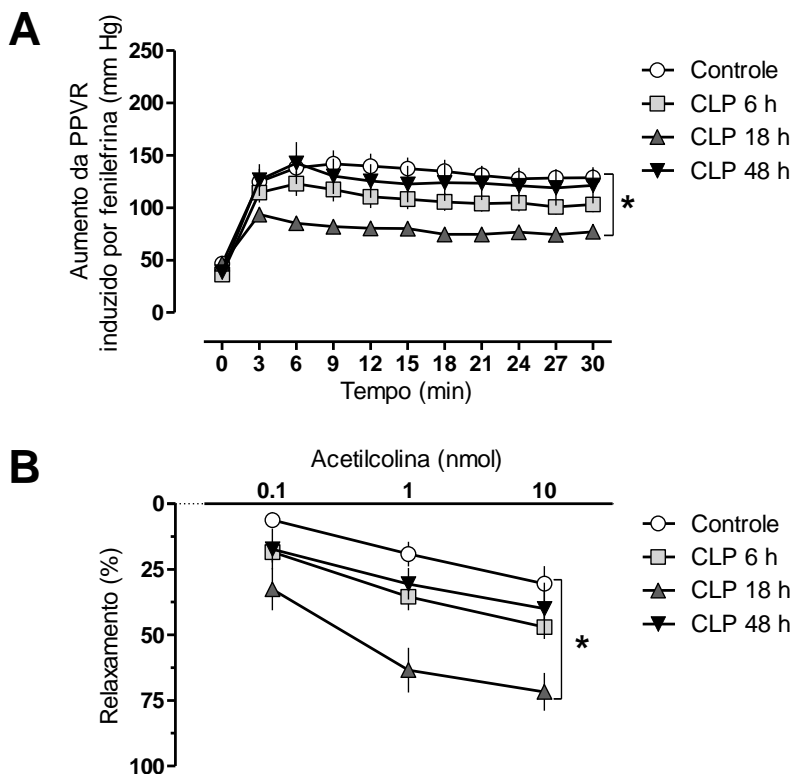 A
Aumento da PPVR
induzido por fenilefrina (mm Hg)
250
200
150
100
50
0
0 3 6 9 12 15 18 21 24 27 30
Tempo (min)
Controle
CLP 6 h
CLP 18 h
CLP 48 h
*
B
Acetilcolina (nmol)
0.1 1 10
Relaxamento (%)
0
25
50
75
100
Controle
CLP 6 h
CLP 18 h
CLP 48 h
*